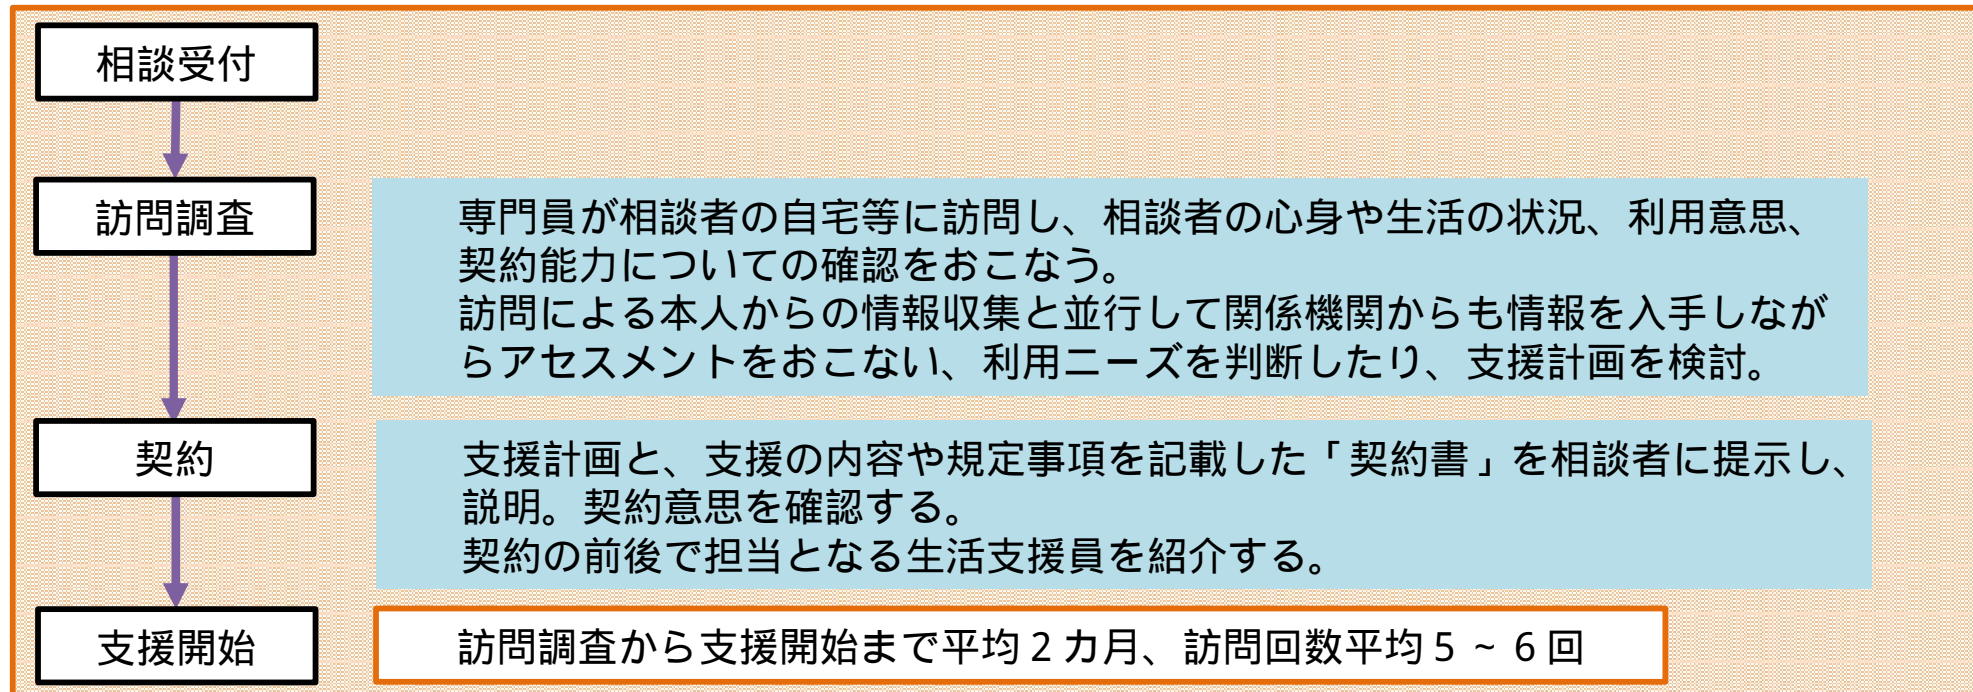 相談受付
訪問調査
専門員が相談者の自宅等に訪問し、相談者の心身や生活の状況、利用意思、
契約能力についての確認をおこなう。
訪問による本人からの情報収集と並行して関係機関からも情報を入手しなが
らアセスメントをおこない、利用ニーズを判断したり、支援計画を検討。
契約
支援計画と、支援の内容や規定事項を記載した「契約書」を相談者に提示し、
説明。契約意思を確認する。
契約の前後で担当となる生活支援員を紹介する。
支援開始
訪問調査から支援開始まで平均２カ月、訪問回数平均５～６回